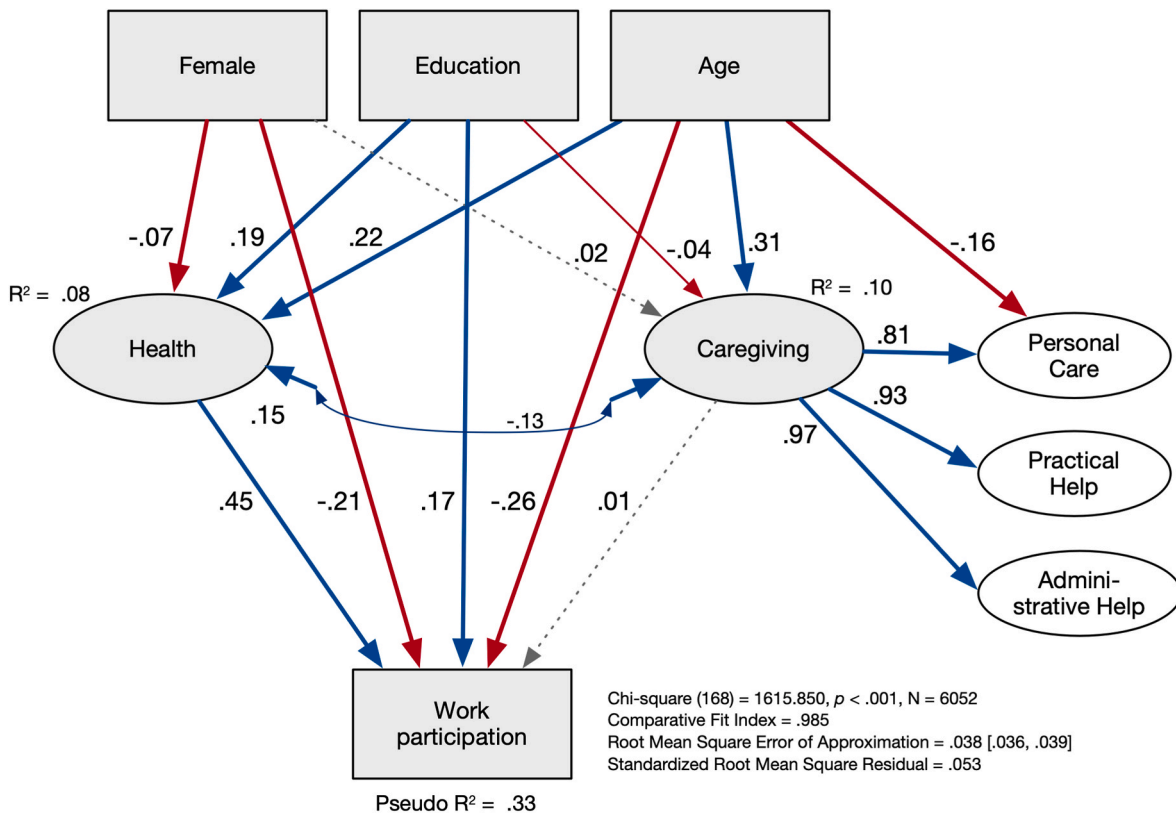 Female
Education
Age
-.07
.19
.22
.02
-.04
.31
-.16
R² = .08
R² = .10
Health
Caregiving
.81
Personal
Care
.93
.15
-.13
.97
Practical
Help
.45
-.21
.17
-.26
.01
Admini-
strative Help
Work
participation
Chi-square (168) = 1615.850, p < .001, N = 6052
Comparative Fit Index = .985
Root Mean Square Error of Approximation = .038 [.036, .039]
Standardized Root Mean Square Residual = .053
Pseudo R² = .33